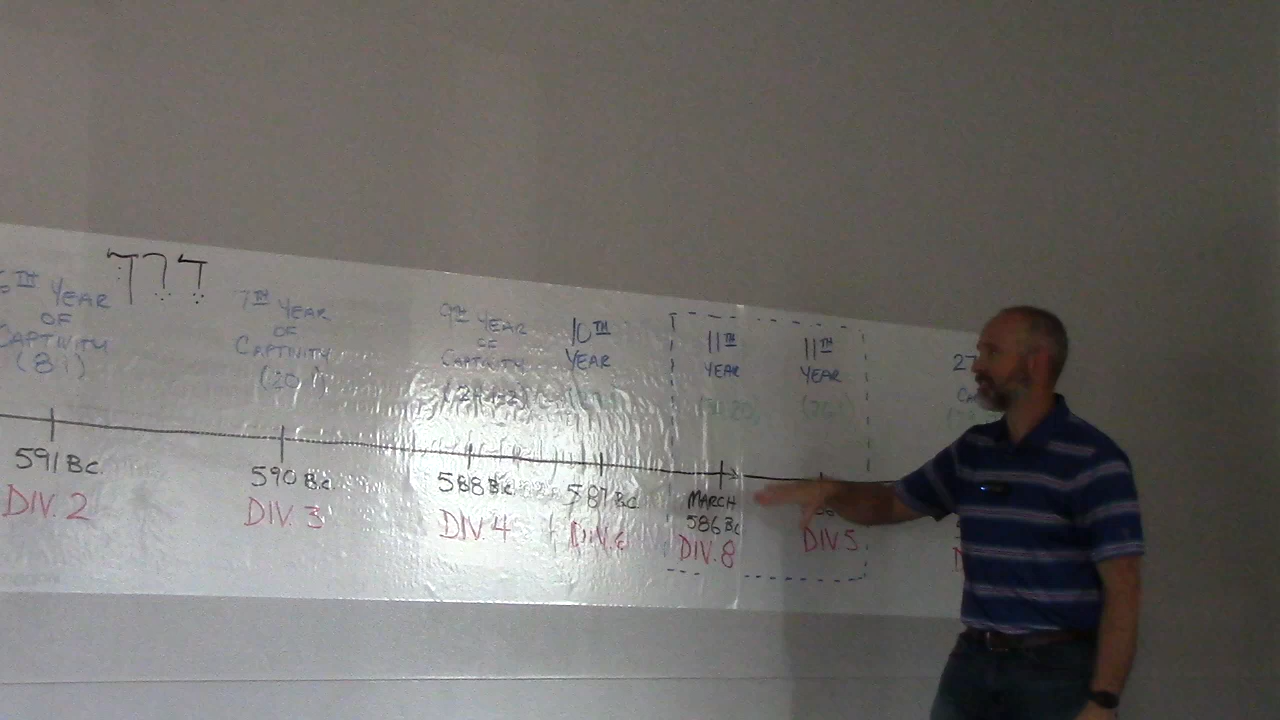 6TH YEAR
OF
CAPTIVITY
(8:1)
591 BC
DIV. 2
777
7TH YEAR
OF
CAPTIVITY
(20:1)
590 BC
DIV. 3
9TH YEAR
OF
CAPTIVITY
588 BC
DIV. 4
10TH
YEAR
587 BC
DIV. 6
11TH
YEAR
MARCH
586 BC
DIV. 8
11TH
YEAR
DIV 5
27